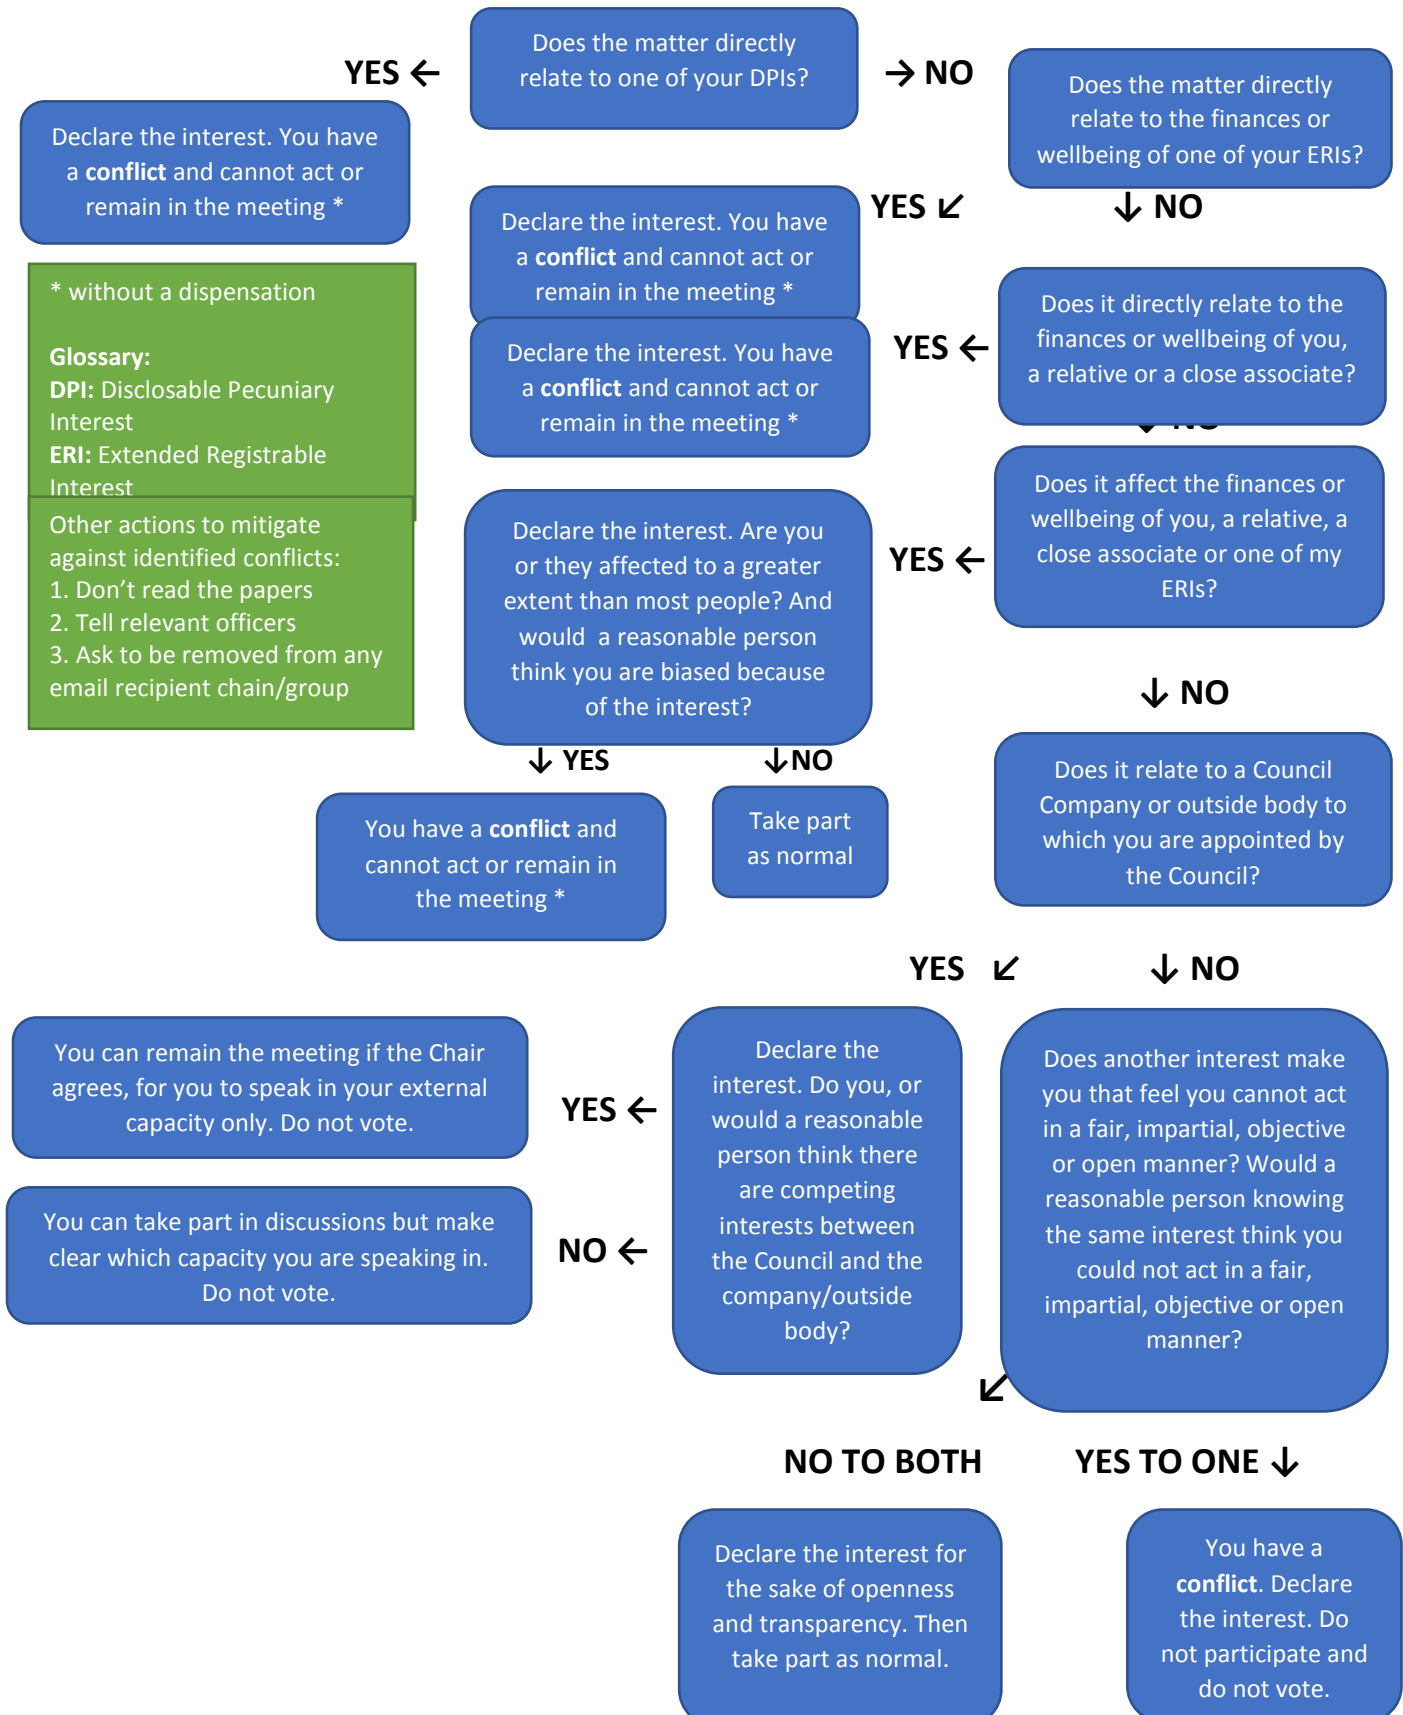 Does the matter directly
relate to one of your DPIs?
YES ←
→ NO
Does the matter directly
relate to the finances or
wellbeing of one of your ERIs?
Declare the interest. You have
a conflict and cannot act or
remain in the meeting *
YES ↙
↓ NO
Declare the interest. You have
a conflict and cannot act or
remain in the meeting *
* without a dispensation
Glossary:
DPI: Disclosable Pecuniary
Interest
ERI: Extended Registrable
Interest
Does it directly relate to the
finances or wellbeing of you,
a relative or a close associate?
YES ←
Declare the interest. You have
a conflict and cannot act or
remain in the meeting *
↓ NO
Does it affect the finances or
wellbeing of you, a relative, a
close associate or one of my
ERIs?
YES ←
Declare the interest. Are you
or they affected to a greater
extent than most people? And
would  a reasonable person
think you are biased because
of the interest?
Other actions to mitigate
against identified conflicts:
1. Don’t read the papers
2. Tell relevant officers
3. Ask to be removed from any
email recipient chain/group
↓ NO
↓ YES
↓NO
You have a conflict and
cannot act or remain in
the meeting *
Take part
as normal
Does it relate to a Council
Company or outside body to
which you are appointed by
the Council?
YES ↙
↓ NO
Declare the
interest. Do you, or
would a reasonable
person think there
are competing
interests between
the Council and the
company/outside
body?
YES ←
You can remain the meeting if the Chair
agrees, for you to speak in your external
capacity only. Do not vote.
NO ←
You can take part in discussions but make
clear which capacity you are speaking in.
Do not vote.
Does another interest make
you that feel you cannot act
in a fair, impartial, objective
or open manner? Would a
reasonable person knowing
the same interest think you
could not act in a fair,
impartial, objective or open
manner?
↙
NO TO BOTH
YES TO ONE ↓
Declare the interest for
the sake of openness
and transparency. Then
take part as normal.
You have a
conflict. Declare
the interest. Do
not participate and
do not vote.